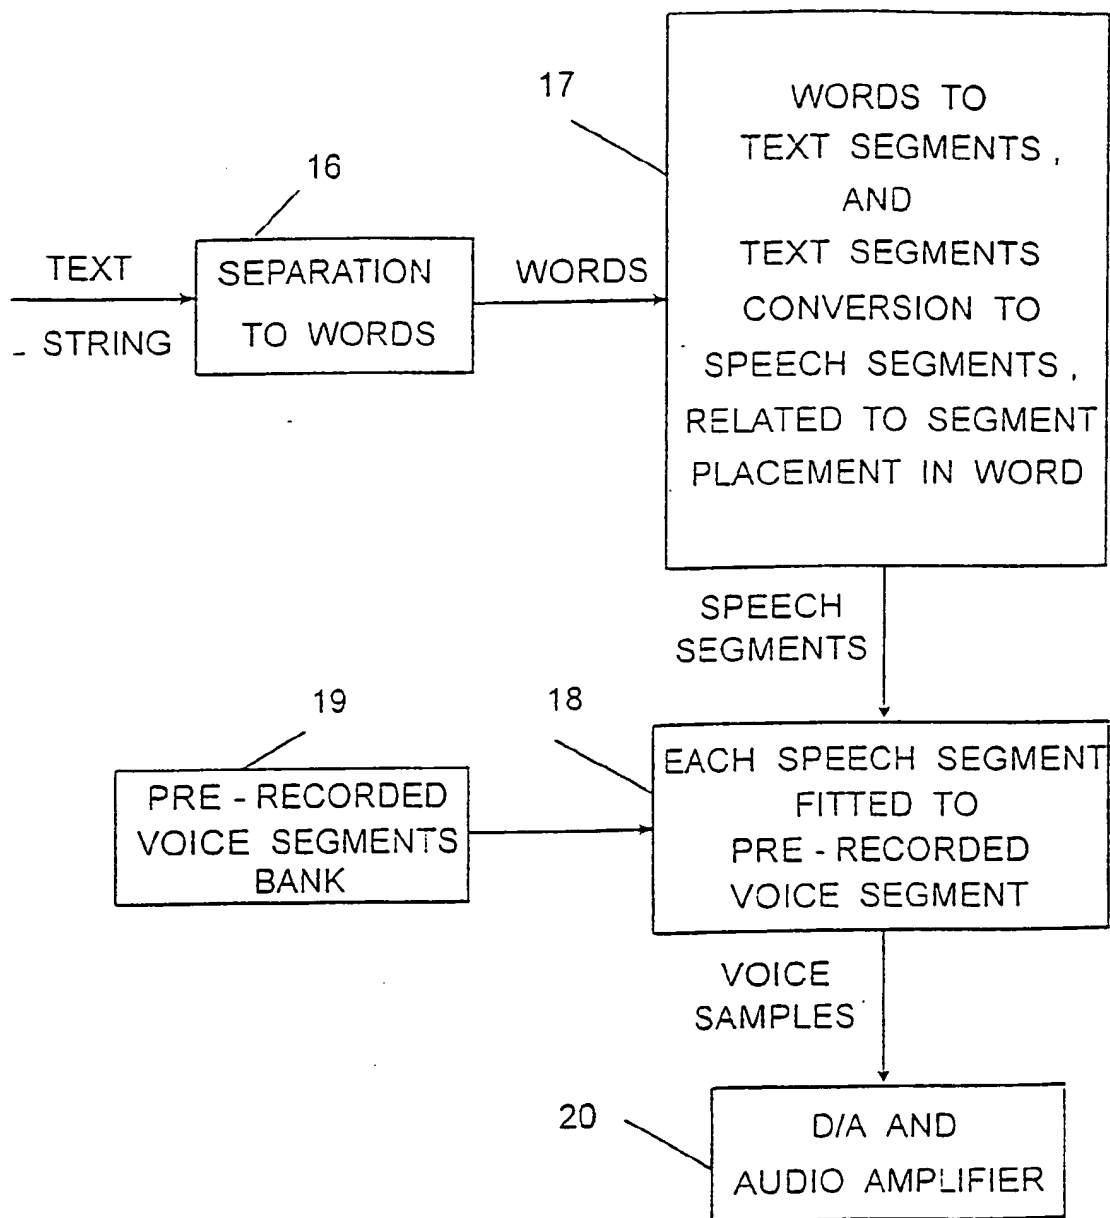 17
WORDS TO
TEXT SEGMENTS,
AND
TEXT SEGMENTS
CONVERSION TO
SPEECH SEGMENTS,
RELATED TO SEGMENT
PLACEMENT IN WORD
16
TEXT
STRING
SEPARATION
TO WORDS
WORDS
SPEECH
SEGMENTS
19
18
PRE - RECORDED
VOICE SEGMENTS
BANK
EACH SPEECH SEGMENT
FITTED TO
PRE - RECORDED
VOICE SEGMENT
VOICE
SAMPLES
20
D/A AND
AUDIO AMPLIFIER